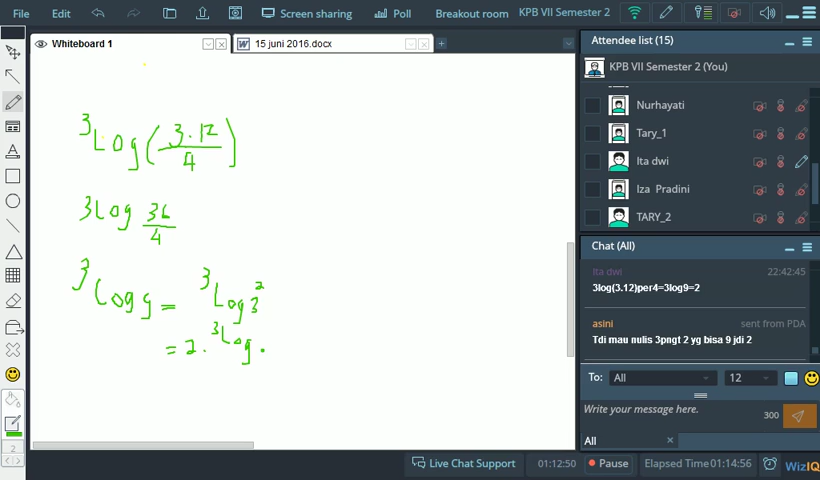 File Edit Screen sharing Poll Breakout room KPB VII Semester 2
Whiteboard 1 15 juni 2016.docx
Attendee list (15)
KPB VII Semester 2 (You)
Nurhayati
Tary_1
Ita dwi
Iza Pradini
TARY_2
³Log(3.12/4)
3log 36/4
³Log 9 = ³Log 3²
= 2. ³Log .
Chat (All)
Ita dwi 22:42:45
3log(3.12)per4=3log9=2
asini sent from PDA
Tdi mau nulis 3pngt 2 yg bisa 9 jdi 2
To: All 12
Write your message here. 300
All
2
Live Chat Support 01:12:50 Pause Elapsed Time 01:14:56 WizIQ